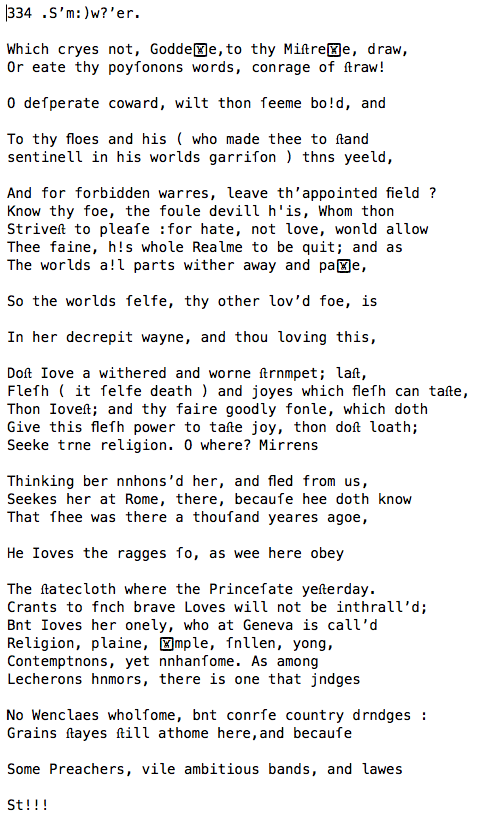 334 .S’m:)w?’er.
Which cryes not, Godde☒e,to thy Miﬅre☒e, draw,
Or eate thy poyſonons words, conrage of ﬅraw!
O deſperate coward, wilt thon ſeeme bo!d, and
To thy ﬂoes and his ( who made thee to ﬅand
sentinell in his worlds garriſon ) thns yeeld,
And for forbidden warres, leave th’appointed ﬁeld ?
Know thy foe, the foule devill h'is, Whom thon
Striveﬅ to pleaſe :for hate, not love, wonld allow
Thee faine, h!s whole Realme to be quit; and as
The worlds a!l parts wither away and pa☒e,
So the worlds ſelfe, thy other lov’d foe, is
In her decrepit wayne, and thou loving this,
Doﬅ Iove a withered and worne ﬅrnmpet; laﬅ,
Fleſh ( it ſelfe death ) and joyes which ﬂeſh can taﬅe,
Thon Ioveﬅ; and thy faire goodly fonle, which doth
Give this ﬂeſh power to taﬅe joy, thon doﬅ loath;
Seeke trne religion. O where? Mirrens
Thinking ber nnhons’d her, and ﬂed from us,
Seekes her at Rome, there, becauſe hee doth know
That ſhee was there a thouſand yeares agoe,
He Ioves the ragges ſo, as wee here obey
The ﬅatecloth where the Princeſate yeﬅerday.
Crants to fnch brave Loves will not be inthrall’d;
Bnt Ioves her onely, who at Geneva is call’d
Religion, plaine, ☒mple, ſnllen, yong,
Contemptnons, yet nnhanſome. As among
Lecherons hnmors, there is one that jndges
No Wenclaes wholſome, bnt conrſe country drndges :
Grains ﬅayes ﬅill athome here,and becauſe
Some Preachers, vile ambitious bands, and lawes
St!!!